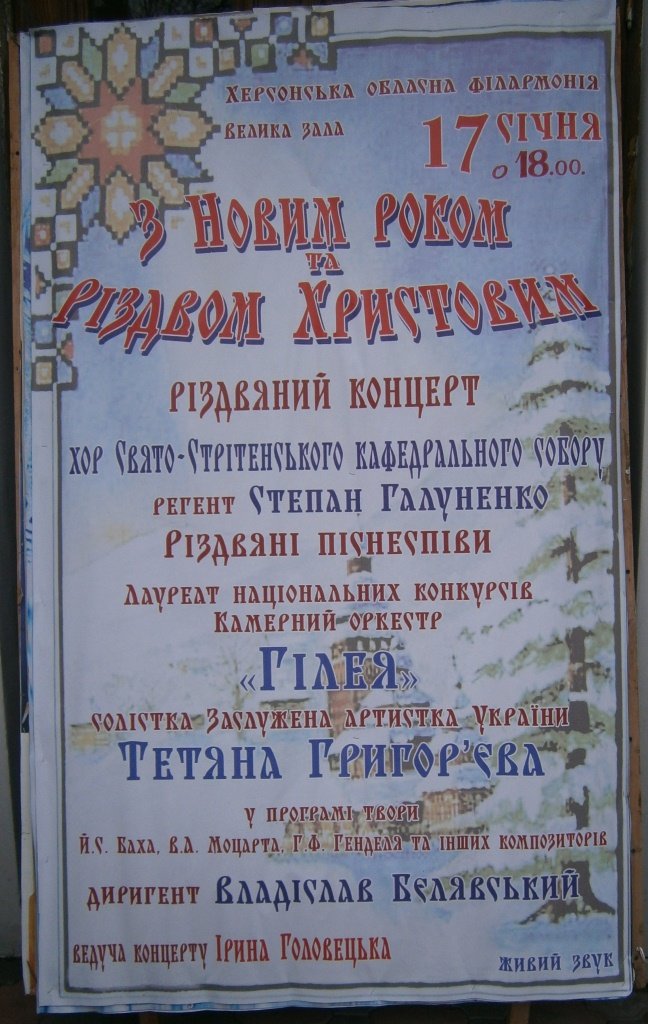 Херсонська обласна філармонія
Велика зала
17 січня
о 18.00.
З Новим роком
та
Різдвом Христовим
Різдвяний концерт
хор Свято-Стрітенського кафедрального собору
регент Степан Галуненко
Різдвяні піснеспіви
Лауреат національних конкурсів
Камерний оркестр
«Гілея»
солістка Заслужена артистка України
Тетяна Григор'єва
у програмі твори
Й.С. Баха, В.А. Моцарта, Г.Ф. Генделя та інших композиторів
диригент Владіслав Бєлявський
ведуча концерту Ірина Головецька
живий звук